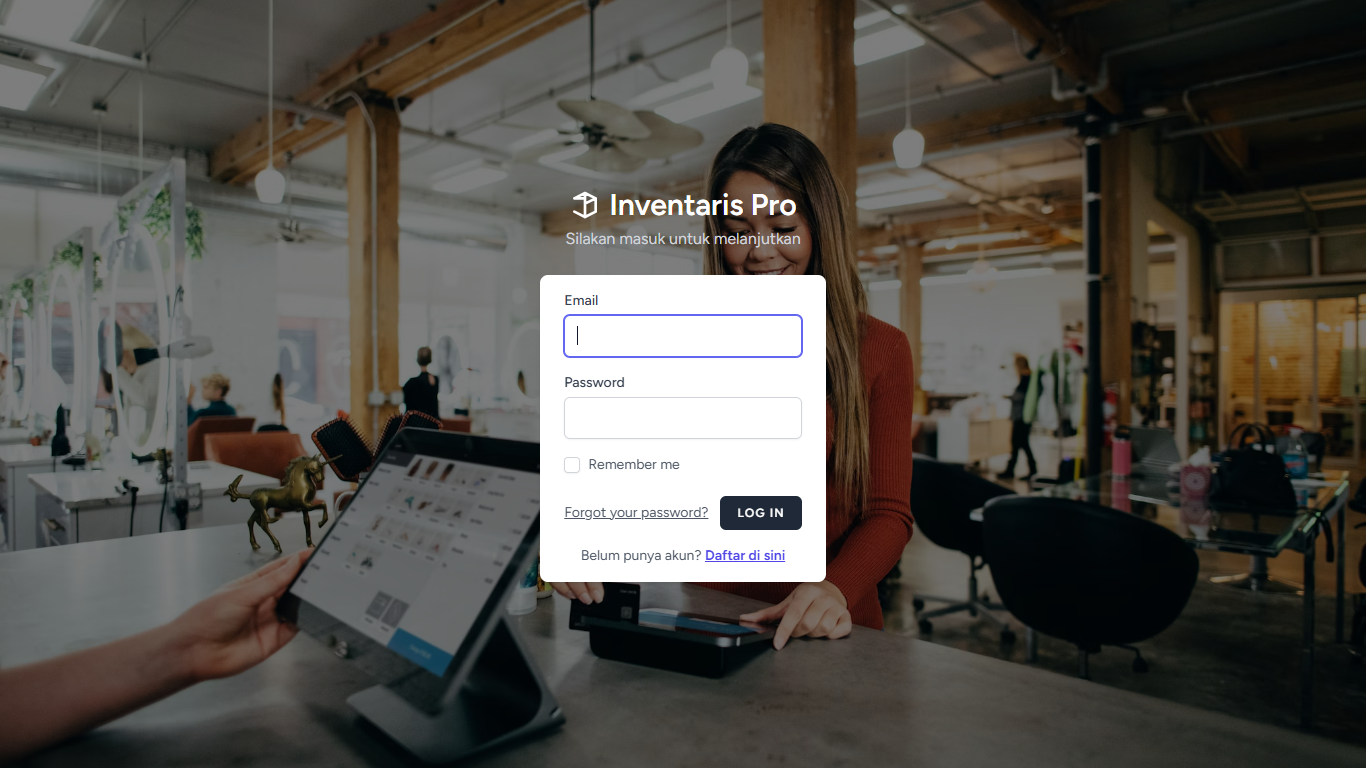 Inventaris Pro
Silakan masuk untuk melanjutkan
Email
Password
Remember me
Forgot your password? LOG IN
Belum punya akun? Daftar di sini